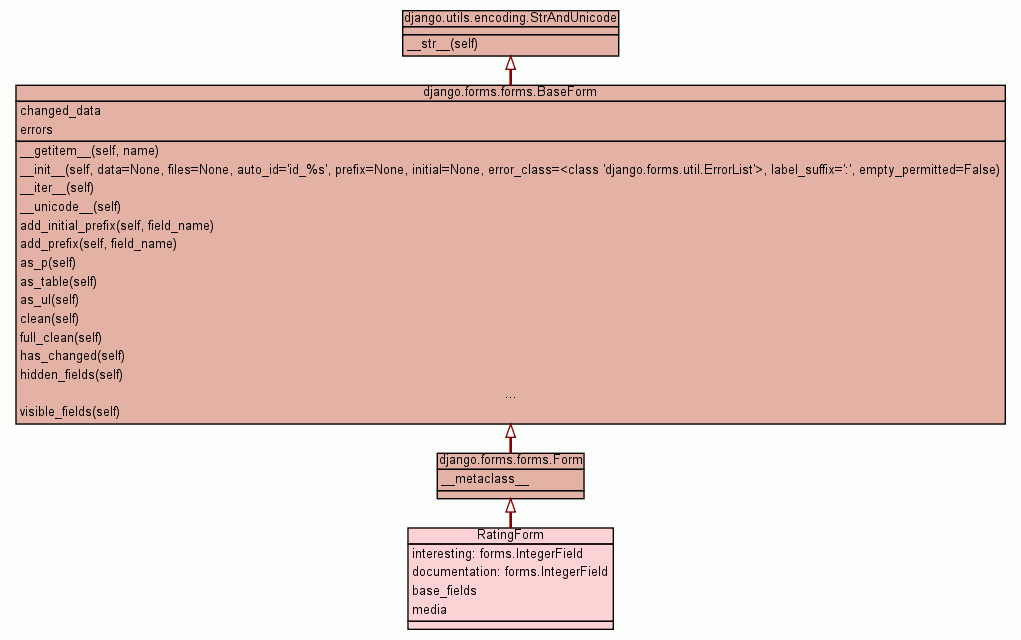 django.utils.encoding.StrAndUnicode
__str__(self)
django.forms.forms.BaseForm
changed_data
errors
__getitem__(self, name)
__init__(self, data=None, files=None, auto_id='id_%s', prefix=None, initial=None, error_class=<class 'django.forms.util.ErrorList'>, label_suffix=':', empty_permitted=False)
__iter__(self)
__unicode__(self)
add_initial_prefix(self, field_name)
add_prefix(self, field_name)
as_p(self)
as_table(self)
as_ul(self)
clean(self)
full_clean(self)
has_changed(self)
hidden_fields(self)
...
visible_fields(self)
django.forms.forms.Form
__metaclass__
RatingForm
interesting: forms.IntegerField
documentation: forms.IntegerField
base_fields
media